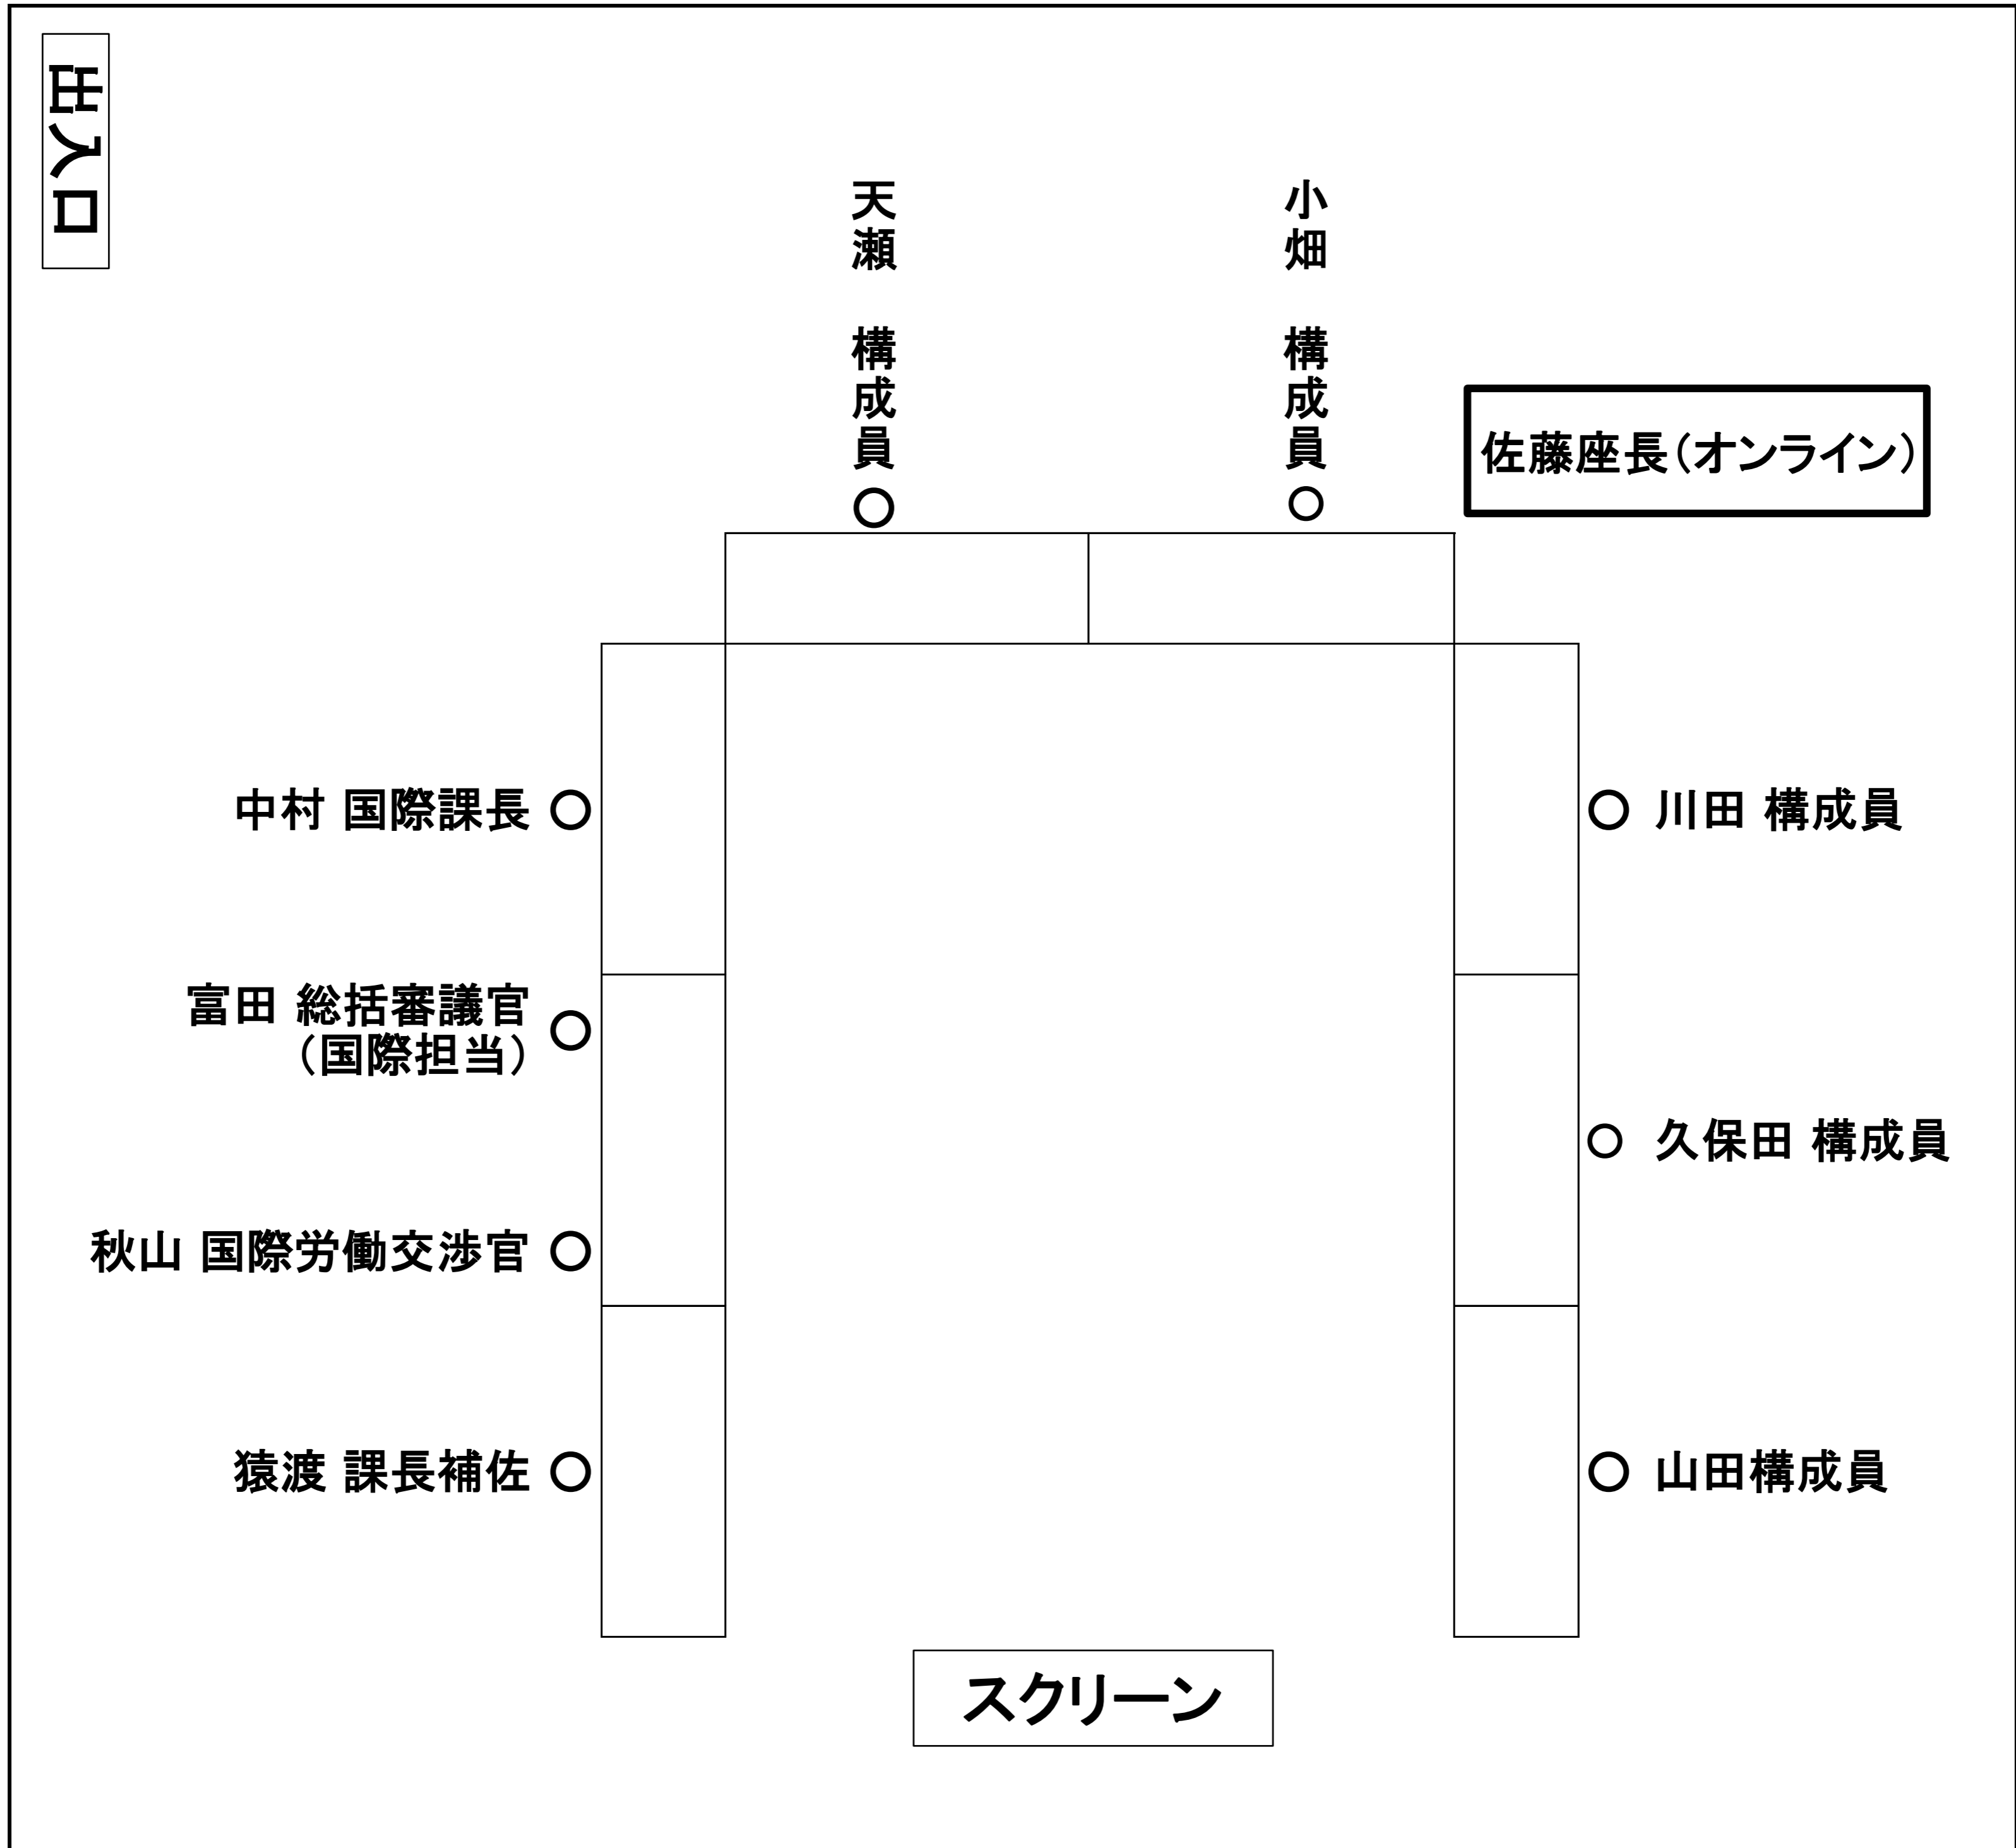 出入口
天瀬　構成員○
小畑　構成員○
佐藤座長（オンライン）
中村 国際課長 ○
○ 川田 構成員
富田 総括審議官 ○
（国際担当）
○ 久保田 構成員
秋山 国際労働交渉官 ○
猿渡 課長補佐 ○
○ 山田構成員
スクリーン